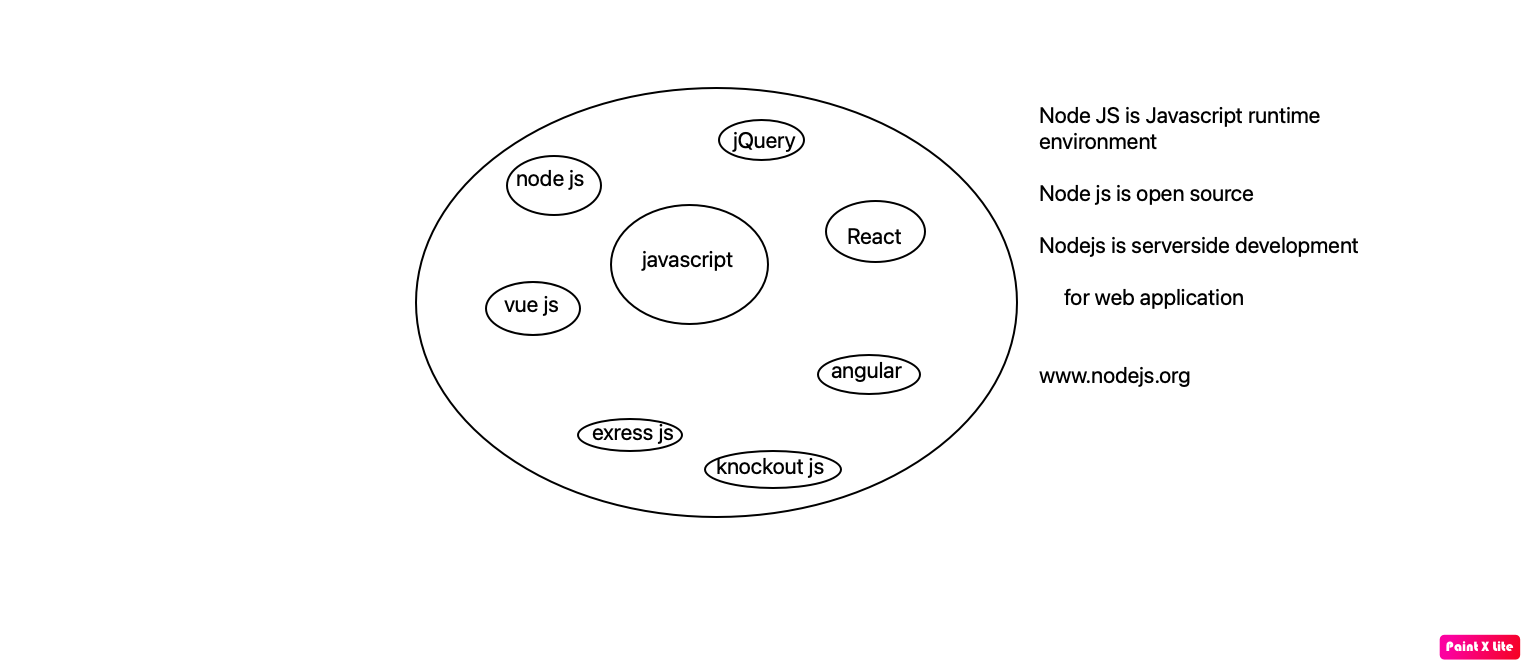 jQuery
node js
React
javascript
vue js
angular
exress js
knockout js
Node JS is Javascript runtime
environment
Node js is open source
Nodejs is serverside development
for web application
www.nodejs.org
Paint X Lite